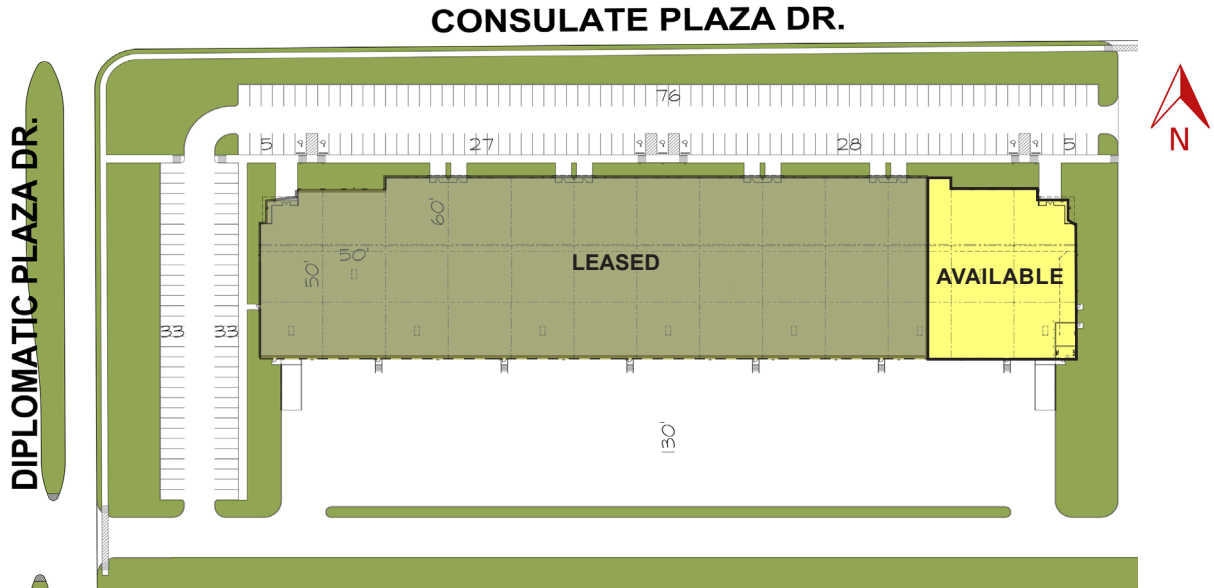 CONSULATE PLAZA DR.
DIPLOMATIC PLAZA DR.
N
76
5
27
28
5
60'
50'
50'
LEASED
AVAILABLE
33
33
130'